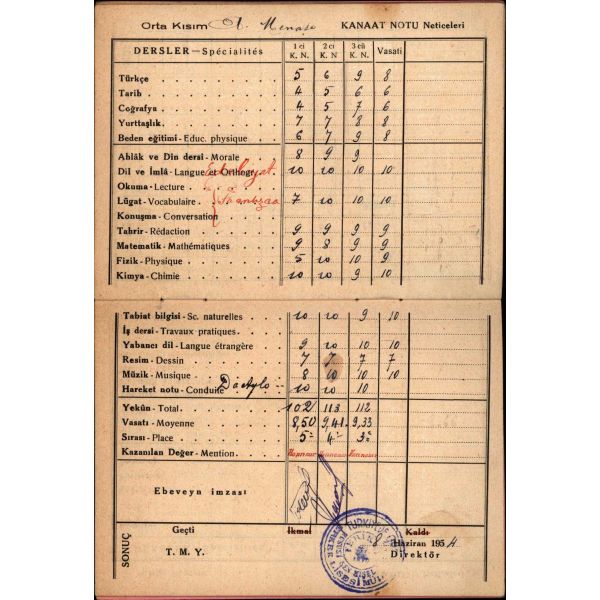 Orta Kısım A. Menaşe KANAAT NOTU Neticeleri
DERSLER — Spécialités 1 ci K. N. 2 ci K. N 3 cü K. N. Vasati
Türkçe 5 6 9 8
Tarih 4 5 6 6
Coğrafya 4 5 7 6
Yurttaşlık 7 7 8 8
Beden eğitimi - Educ. physique 6 7 9 8
Ahlâk ve Din dersi - Morale 8 9 9
Dil ve İmlâ - Langue et Orthogr. 10 10 10 10
Edebiyat
Okuma - Lecture
Lûgat - Vocabulaire 7 10 10 10
Fransızca
Konuşma - Conversation
Tahrir - Rédaction 9 9 9 9
Matematik - Mathématiques 9 8 9 9
Fizik - Physique 5 10 10 9
Kimya - Chimie 10 10 9 10
Tabiat bilgisi - Sc. naturelles 10 10 9 10
İş dersi - Travaux pratiques
Yabancı dil - Langue étrangère 9 10 10 10
Resim - Dessin 7 7 7 7
Müzik - Musique 8 10 10 10
Hareket notu - Conduite Dactylo 10 10 10
Yekûn - Total 102 113 112
Vasatı - Moyenne 8,50 9,41 9,33
Sırası - Place 5 4 3
Kazanılan Değer - Mention
Ebeveyn imzası
SONUÇ
Geçti İkmal Kaldı
T. M. Y. Haziran 1954
Direktör